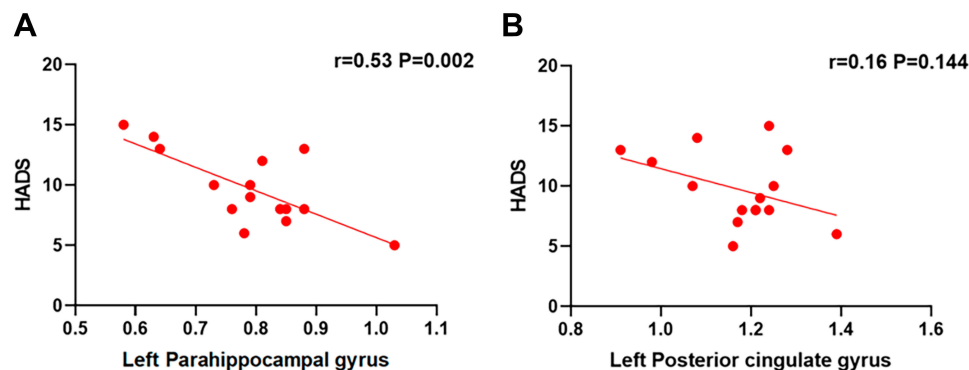 A
r=0.53 P=0.002
HADS
20
15
10
5
0
0.5 0.6 0.7 0.8 0.9 1.0 1.1
Left Parahippocampal gyrus
B
r=0.16 P=0.144
HADS
20
15
10
5
0
0.8 1.0 1.2 1.4 1.6
Left Posterior cingulate gyrus